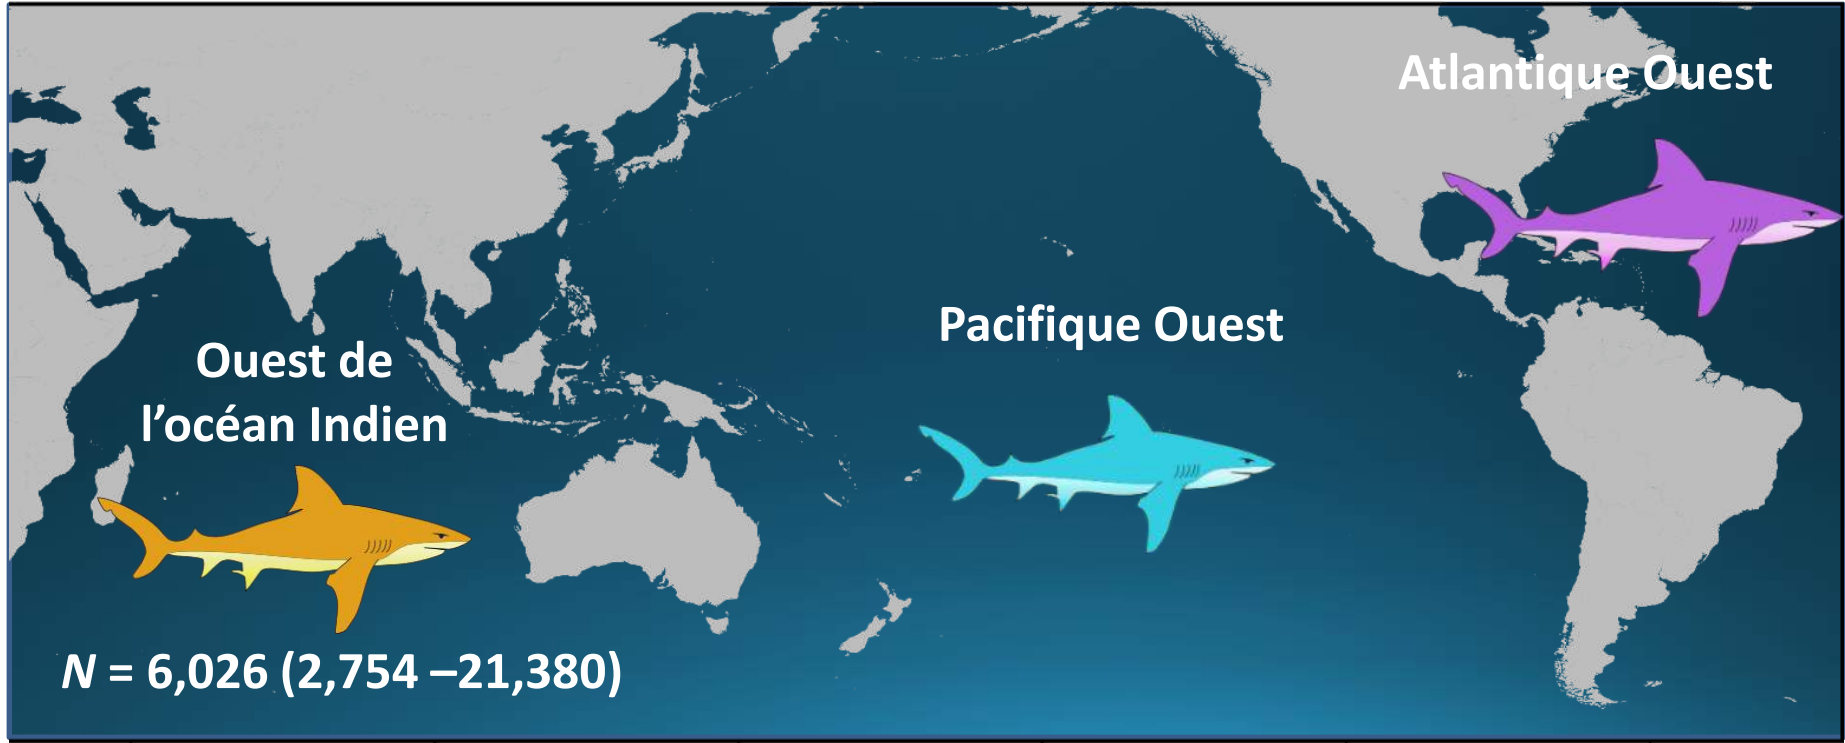 Atlantique Ouest
Pacifique Ouest
Ouest de
l’océan Indien
N = 6,026 (2,754 –21,380)